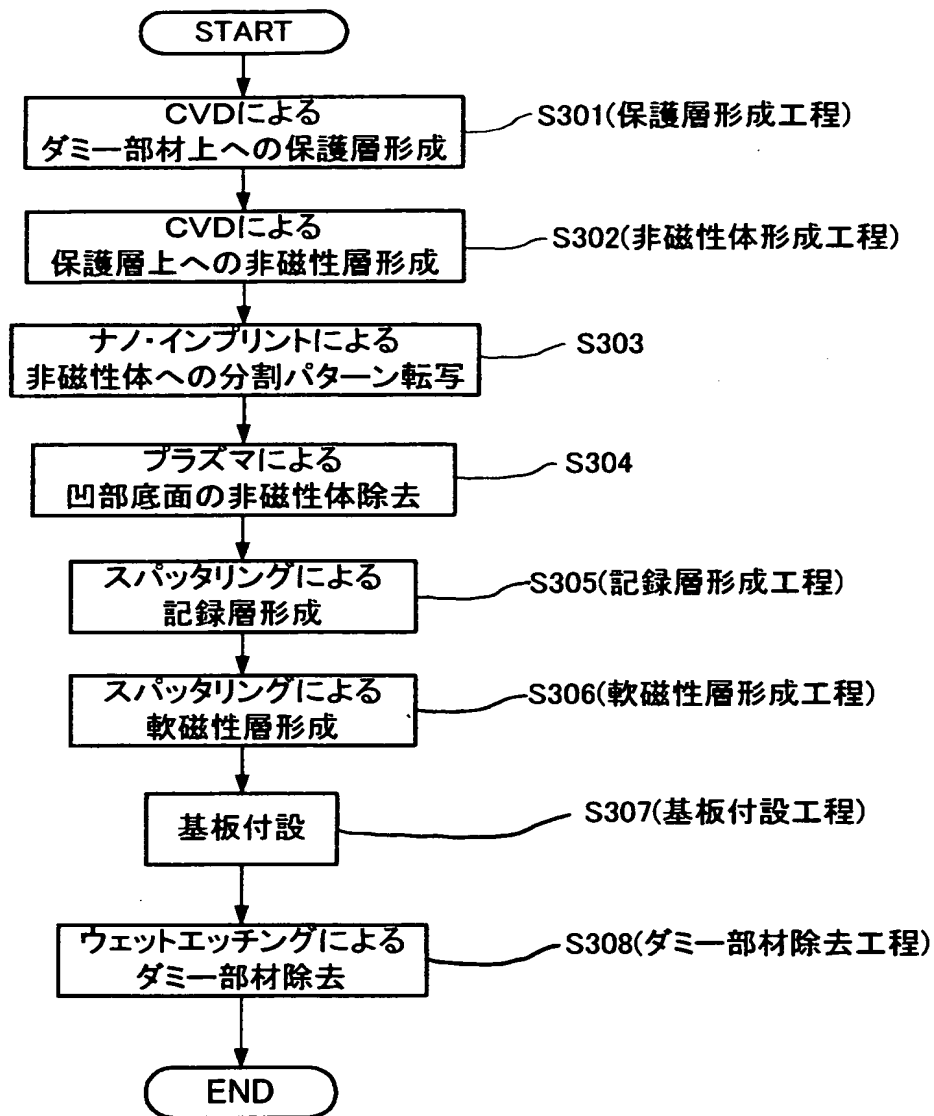 START
CVDによる
ダミー部材上への保護層形成
S301(保護層形成工程)
CVDによる
保護層上への非磁性層形成
S302(非磁性体形成工程)
ナノ・インプリントによる
非磁性体への分割パターン転写
S303
プラズマによる
凹部底面の非磁性体除去
S304
スパッタリングによる
記録層形成
S305(記録層形成工程)
スパッタリングによる
軟磁性層形成
S306(軟磁性層形成工程)
基板付設
S307(基板付設工程)
ウェットエッチングによる
ダミー部材除去
S308(ダミー部材除去工程)
END